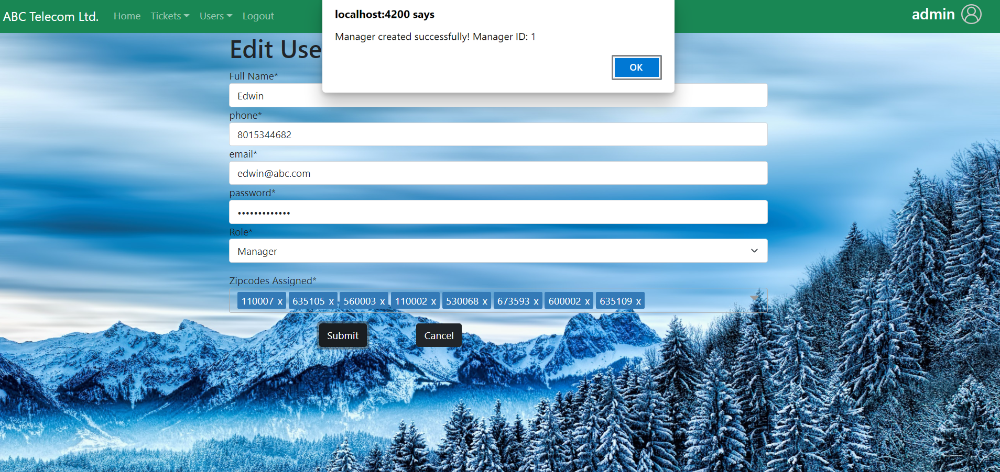 ABC Telecom Ltd. Home Tickets Users Logout admin
localhost:4200 says
Manager created successfully! Manager ID: 1
OK
Edit Use
Full Name*
Edwin
phone*
8015344682
email*
edwin@abc.com
password*
•••••••••••••
Role*
Manager
Zipcodes Assigned*
110007 x 635105 x 560003 x 110002 x 530068 x 673593 x 600002 x 635109 x
Submit Cancel